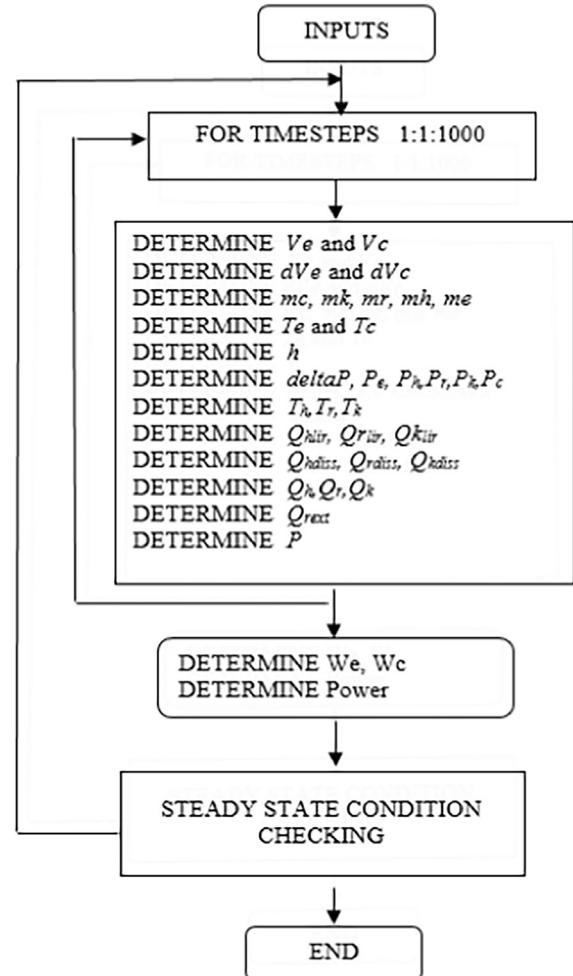 INPUTS
FOR TIMESTEPS 1:1:1000
DETERMINE Ve and Vc
DETERMINE dVe and dVc
DETERMINE mc, mk, mr, mh, me
DETERMINE Te and Tc
DETERMINE h
DETERMINE deltaP, Pe, Ph,Pr,Pk,Pc
DETERMINE Th,Tr,Tk
DETERMINE Qhlir, Qrlir, Qklir
DETERMINE Qhdiss, Qrdiss, Qkdiss
DETERMINE Qh,Qr,Qk
DETERMINE Qrext
DETERMINE P
DETERMINE We, Wc
DETERMINE Power
STEADY STATE CONDITION
CHECKING
END